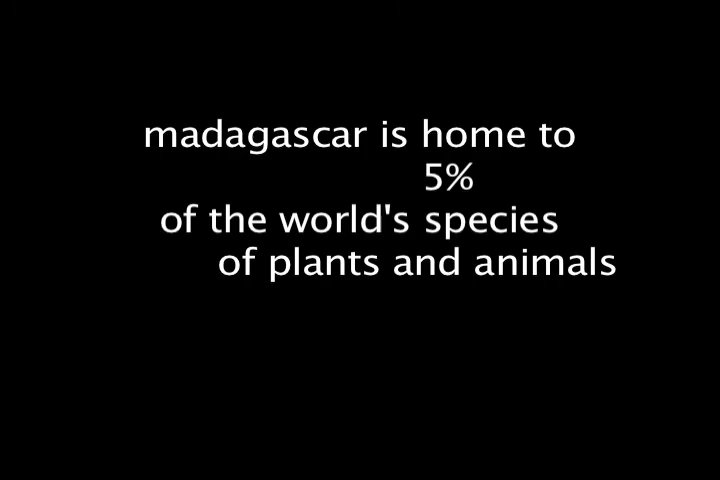 madagascar is home to
5%
of the world's species
of plants and animals